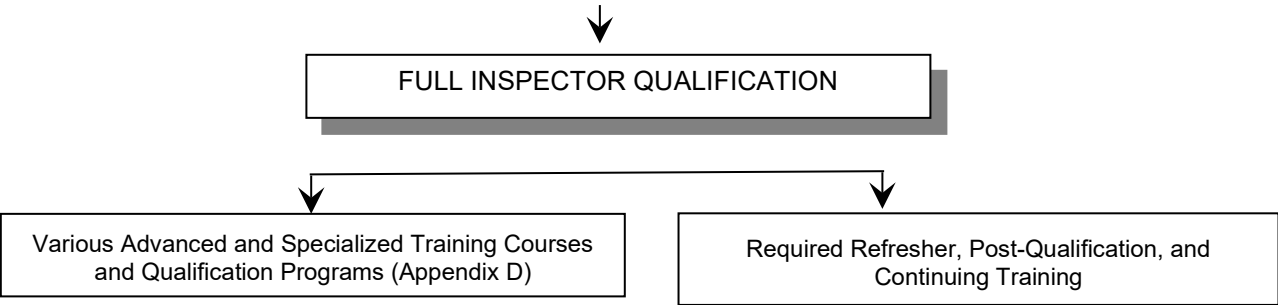 FULL INSPECTOR QUALIFICATION
Various Advanced and Specialized Training Courses
and Qualification Programs (Appendix D)
Required Refresher, Post-Qualification, and
Continuing Training